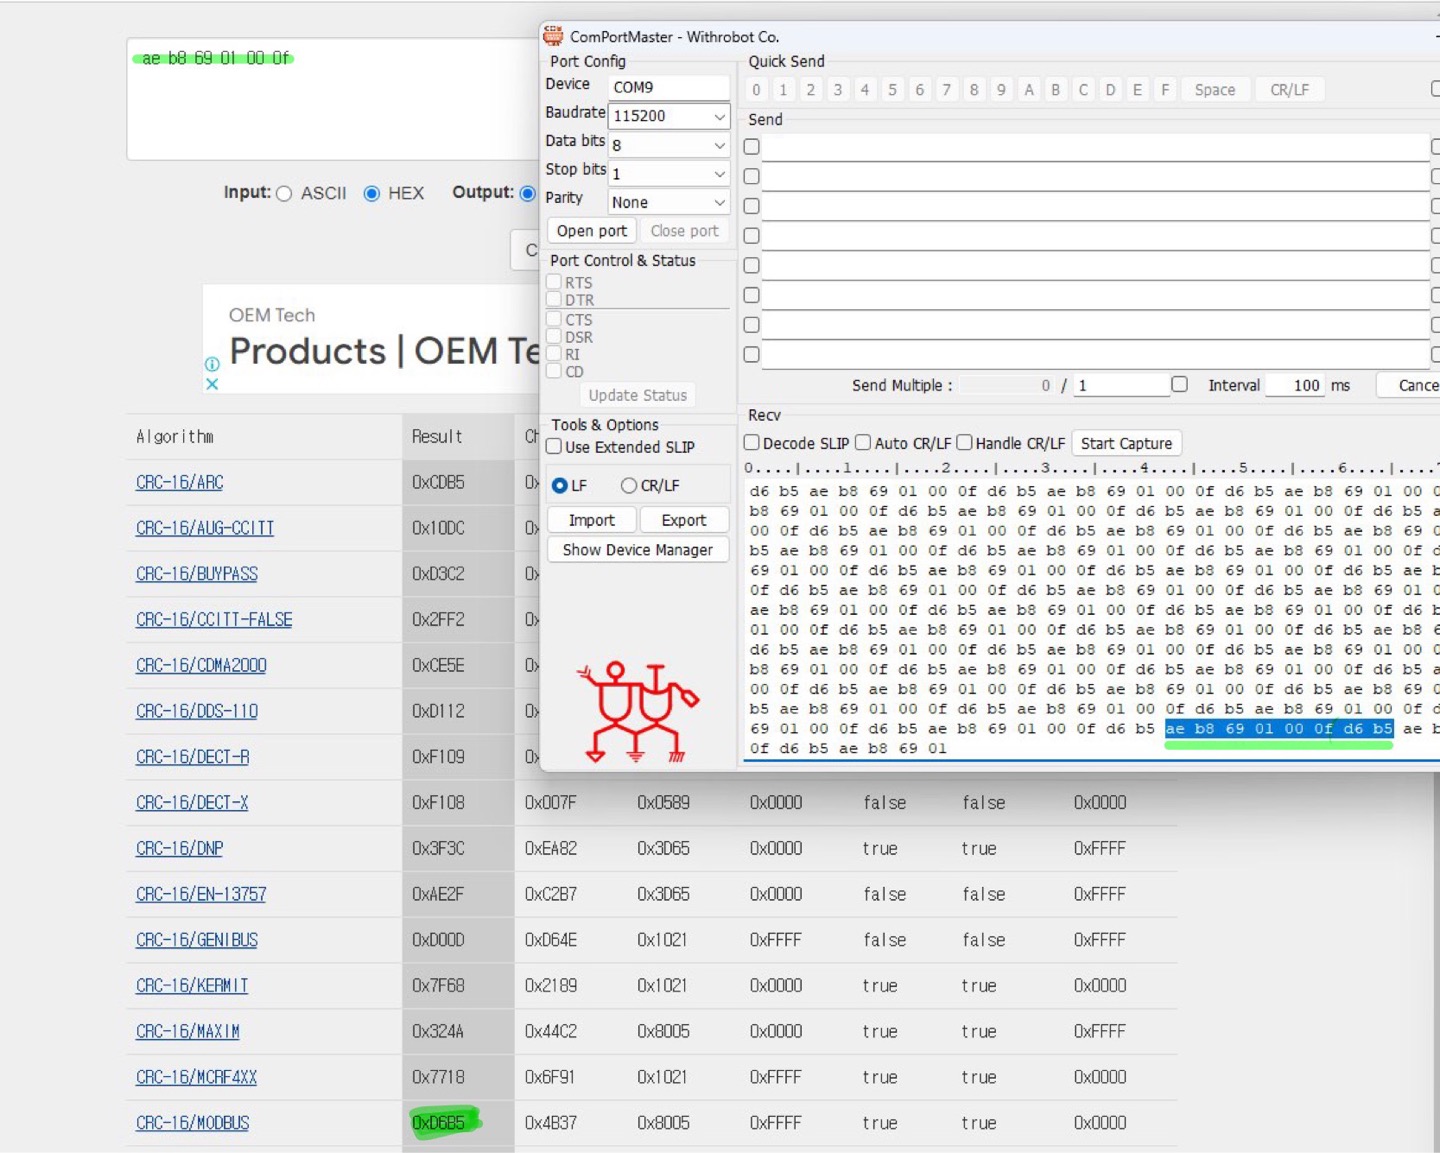 ae b8 69 01 00 0f
Input: ASCII HEX Output:
OEM Tech
Products | OEM Te
Algorithm Result
CRC-16/ARC 0xCDB5
CRC-16/AUG-CCITT 0x10DC
CRC-16/BUYPASS 0xD3C2
CRC-16/CCITT-FALSE 0x2FF2
CRC-16/CDMA2000 0xCE5E
CRC-16/DDS-110 0xD112
CRC-16/DECT-R 0xF109
CRC-16/DECT-X 0xF108 0x007F 0x0589 0x0000 false false 0x0000
CRC-16/DNP 0x3F3C 0xEA82 0x3D65 0x0000 true true 0xFFFF
CRC-16/EN-13757 0xAE2F 0xC2B7 0x3D65 0x0000 false false 0xFFFF
CRC-16/GENIBUS 0xD00D 0xD64E 0x1021 0xFFFF false false 0xFFFF
CRC-16/KERMIT 0x7F68 0x2189 0x1021 0x0000 true true 0x0000
CRC-16/MAXIM 0x324A 0x44C2 0x8005 0x0000 true true 0xFFFF
CRC-16/MCRF4XX 0x7718 0x6F91 0x1021 0xFFFF true true 0x0000
CRC-16/MODBUS 0xD6B5 0x4B37 0x8005 0xFFFF true true 0x0000
ComPortMaster - Withrobot Co.
Port Config
Device COM9
Baudrate 115200
Data bits 8
Stop bits 1
Parity None
Open port Close port
Port Control & Status
RTS
DTR
CTS
DSR
RI
CD
Update Status
Tools & Options
Use Extended SLIP
LF CR/LF
Import Export
Show Device Manager
Quick Send
0 1 2 3 4 5 6 7 8 9 A B C D E F Space CR/LF
Send
Send Multiple : 0 / 1 Interval 100 ms Cance
Recv
Decode SLIP Auto CR/LF Handle CR/LF Start Capture
0....|....1....|....2....|....3....|....4....|....5....|....6....|....7
d6 b5 ae b8 69 01 00 0f d6 b5 ae b8 69 01 00 0f d6 b5 ae b8 69 01 00 0
b8 69 01 00 0f d6 b5 ae b8 69 01 00 0f d6 b5 ae b8 69 01 00 0f d6 b5 a
00 0f d6 b5 ae b8 69 01 00 0f d6 b5 ae b8 69 01 00 0f d6 b5 ae b8 69 0
b5 ae b8 69 01 00 0f d6 b5 ae b8 69 01 00 0f d6 b5 ae b8 69 01 00 0f d
69 01 00 0f d6 b5 ae b8 69 01 00 0f d6 b5 ae b8 69 01 00 0f d6 b5 ae b
0f d6 b5 ae b8 69 01 00 0f d6 b5 ae b8 69 01 00 0f d6 b5 ae b8 69 01 0
ae b8 69 01 00 0f d6 b5 ae b8 69 01 00 0f d6 b5 ae b8 69 01 00 0f d6 b
01 00 0f d6 b5 ae b8 69 01 00 0f d6 b5 ae b8 69 01 00 0f d6 b5 ae b8 6
d6 b5 ae b8 69 01 00 0f d6 b5 ae b8 69 01 00 0f d6 b5 ae b8 69 01 00 0
b8 69 01 00 0f d6 b5 ae b8 69 01 00 0f d6 b5 ae b8 69 01 00 0f d6 b5 a
00 0f d6 b5 ae b8 69 01 00 0f d6 b5 ae b8 69 01 00 0f d6 b5 ae b8 69 0
b5 ae b8 69 01 00 0f d6 b5 ae b8 69 01 00 0f d6 b5 ae b8 69 01 00 0f d
69 01 00 0f d6 b5 ae b8 69 01 00 0f d6 b5 ae b8 69 01 00 0f d6 b5 ae b
0f d6 b5 ae b8 69 01